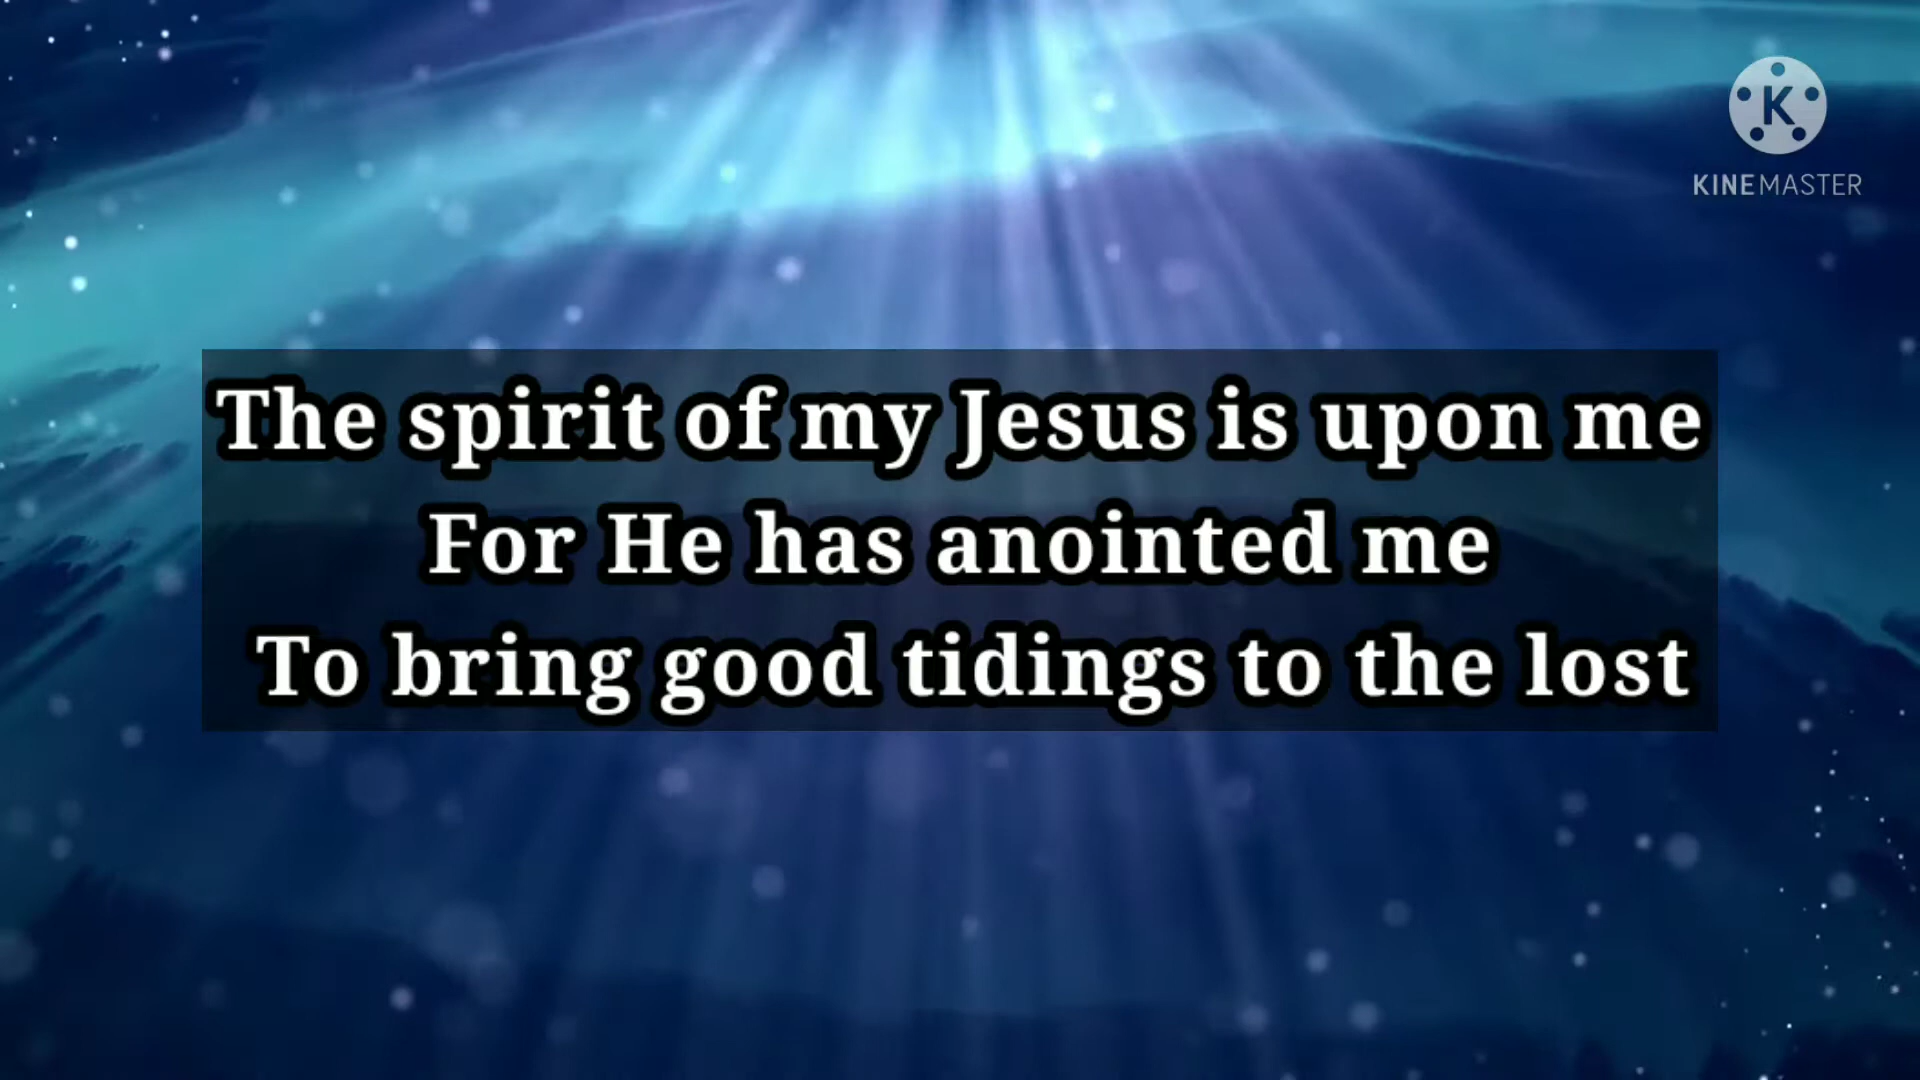 K
KINEMASTER
The spirit of my Jesus is upon me
For He has anointed me
To bring good tidings to the lost